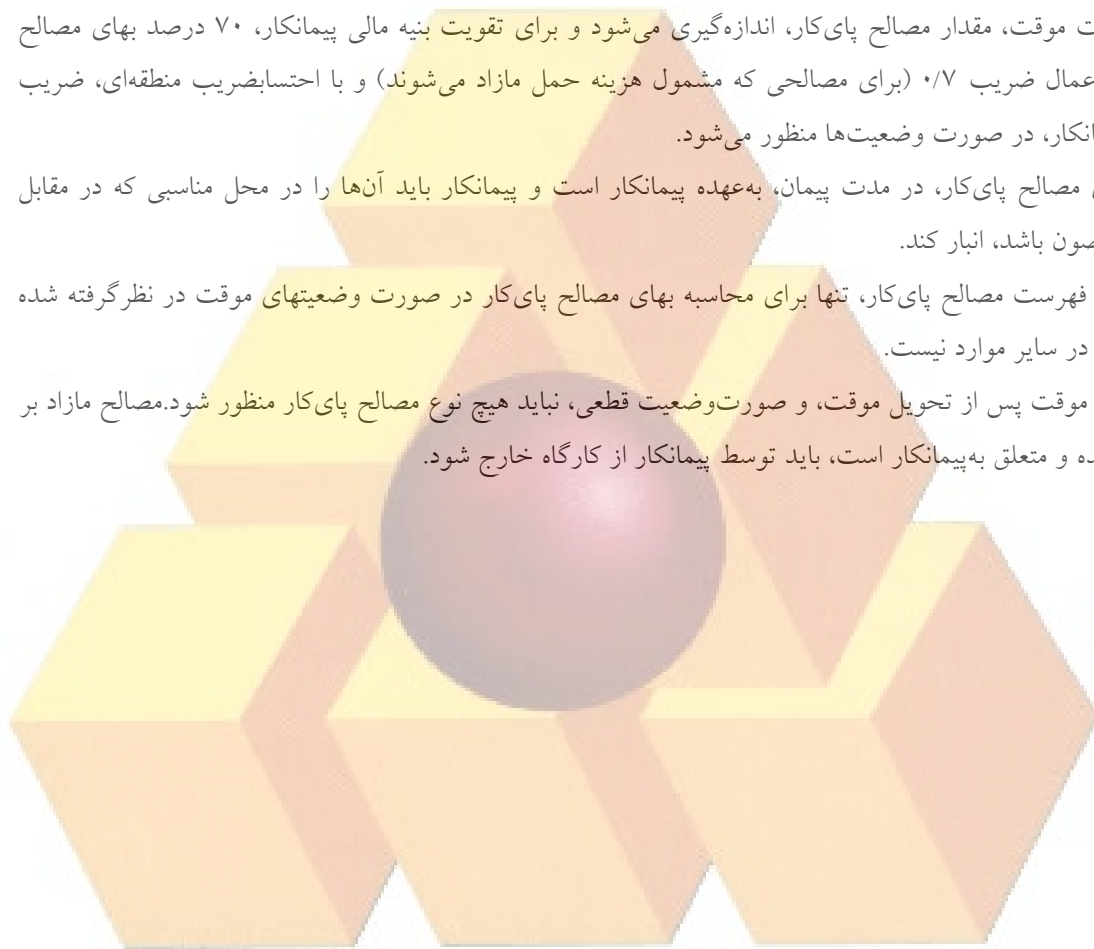 ت موقت، مقدار مصالح پای‌کار، اندازه‌گیری می‌شود و برای تقویت بنیه مالی پیمانکار، ۷۰ درصد بهای مصالح
عمال ضریب ۰/۷ (برای مصالحی که مشمول هزینه حمل مازاد می‌شوند) و با احتسابضریب منطقه‌ای، ضریب
انکار، در صورت وضعیت‌ها منظور می‌شود.
ی مصالح پای‌کار، در مدت پیمان، به‌عهده پیمانکار است و پیمانکار باید آن‌ها را در محل مناسبی که در مقابل
صون باشد، انبار کند.
فهرست مصالح پای‌کار، تنها برای محاسبه بهای مصالح پای‌کار در صورت وضعیتهای موقت در نظرگرفته شده
در سایر موارد نیست.
موقت پس از تحویل موقت، و صورت‌وضعیت قطعی، نباید هیچ نوع مصالح پای‌کار منظور شود.مصالح مازاد بر
ده و متعلق به‌پیمانکار است، باید توسط پیمانکار از کارگاه خارج شود.